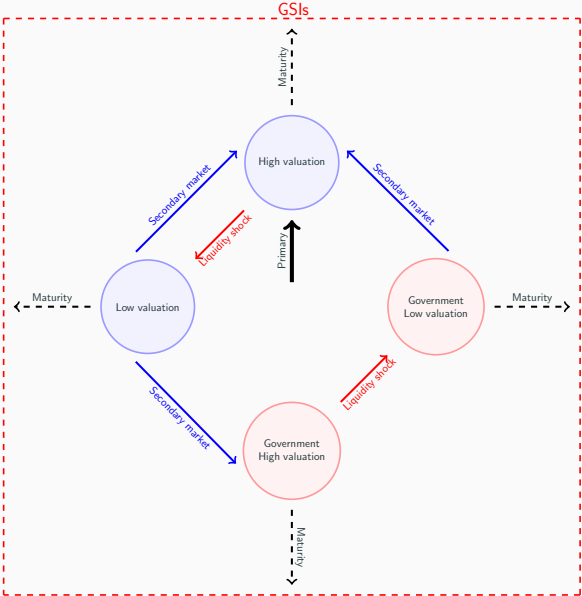 GSIs
Maturity
High valuation
Secondary market
Secondary market
Liquidity shock
Primary
Maturity
Low valuation
Government
Low valuation
Maturity
Secondary market
Liquidity shock
Government
High valuation
Maturity